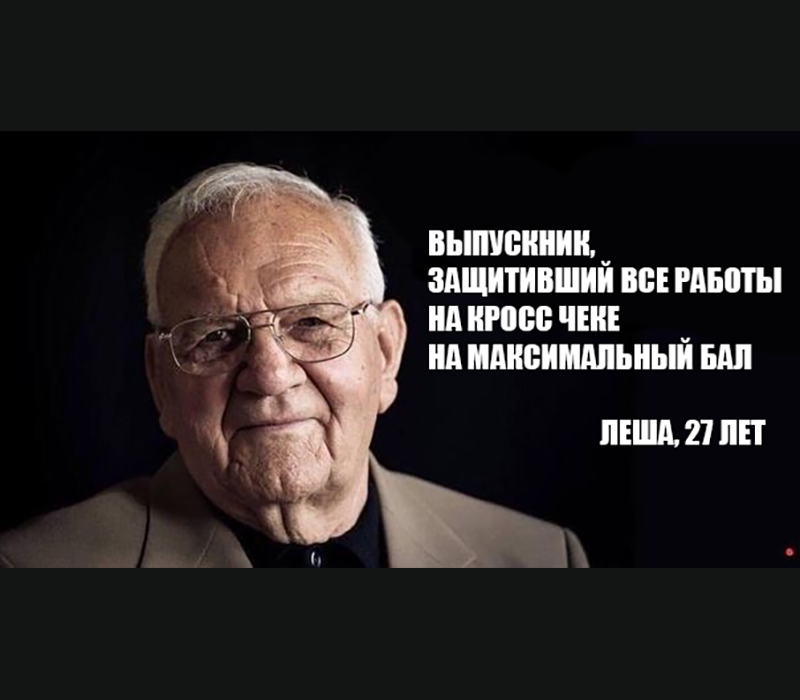 ВЫПУСКНИК,
ЗАЩИТИВШИЙ ВСЕ РАБОТЫ
НА КРОСС ЧЕКЕ
НА МАКСИМАЛЬНЫЙ БАЛ
ЛЕША, 27 ЛЕТ